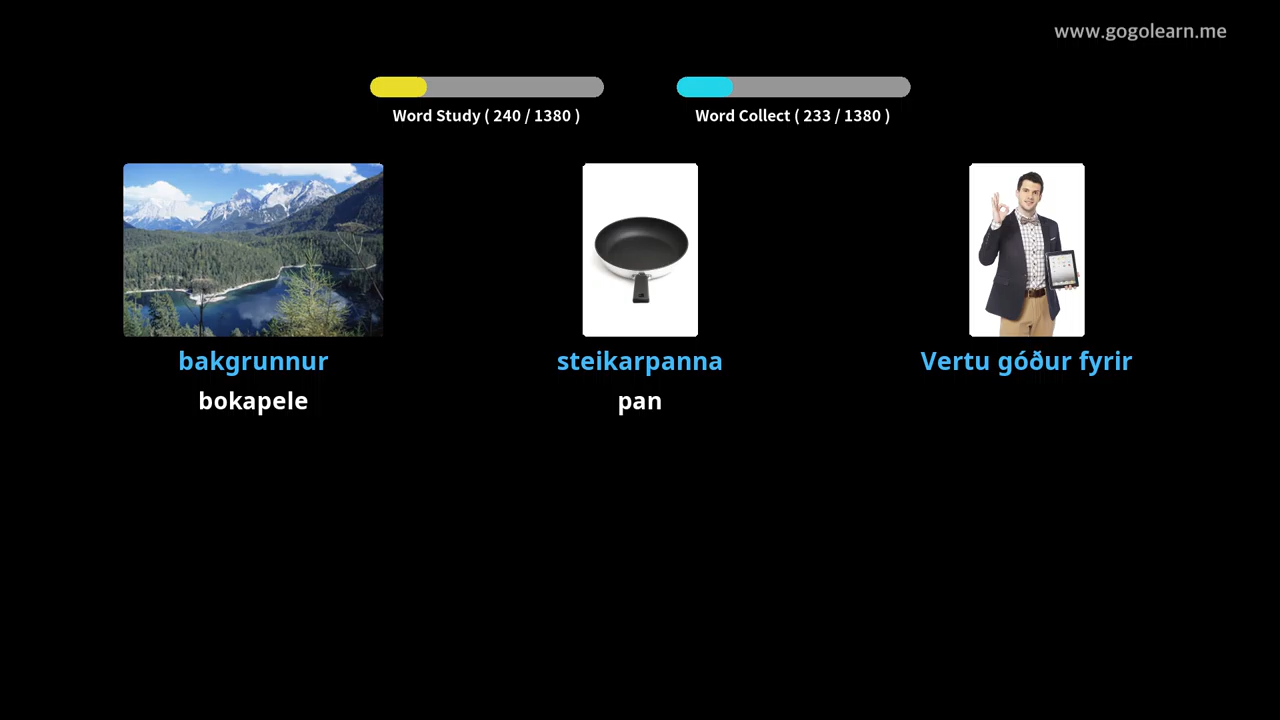 www.gogolearn.me
Word Study ( 240 / 1380 )
Word Collect ( 233 / 1380 )
bakgrunnur
steikarpanna
Vertu góður fyrir
bokapele
pan